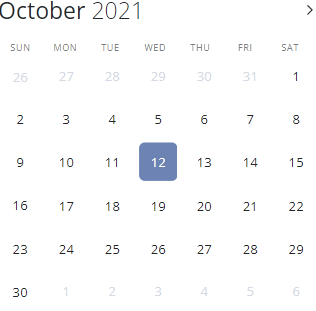 October 2021
SUN MON TUE WED THU FRI SAT
26 27 28 29 30 31 1
2 3 4 5 6 7 8
9 10 11 12 13 14 15
16 17 18 19 20 21 22
23 24 25 26 27 28 29
30 1 2 3 4 5 6